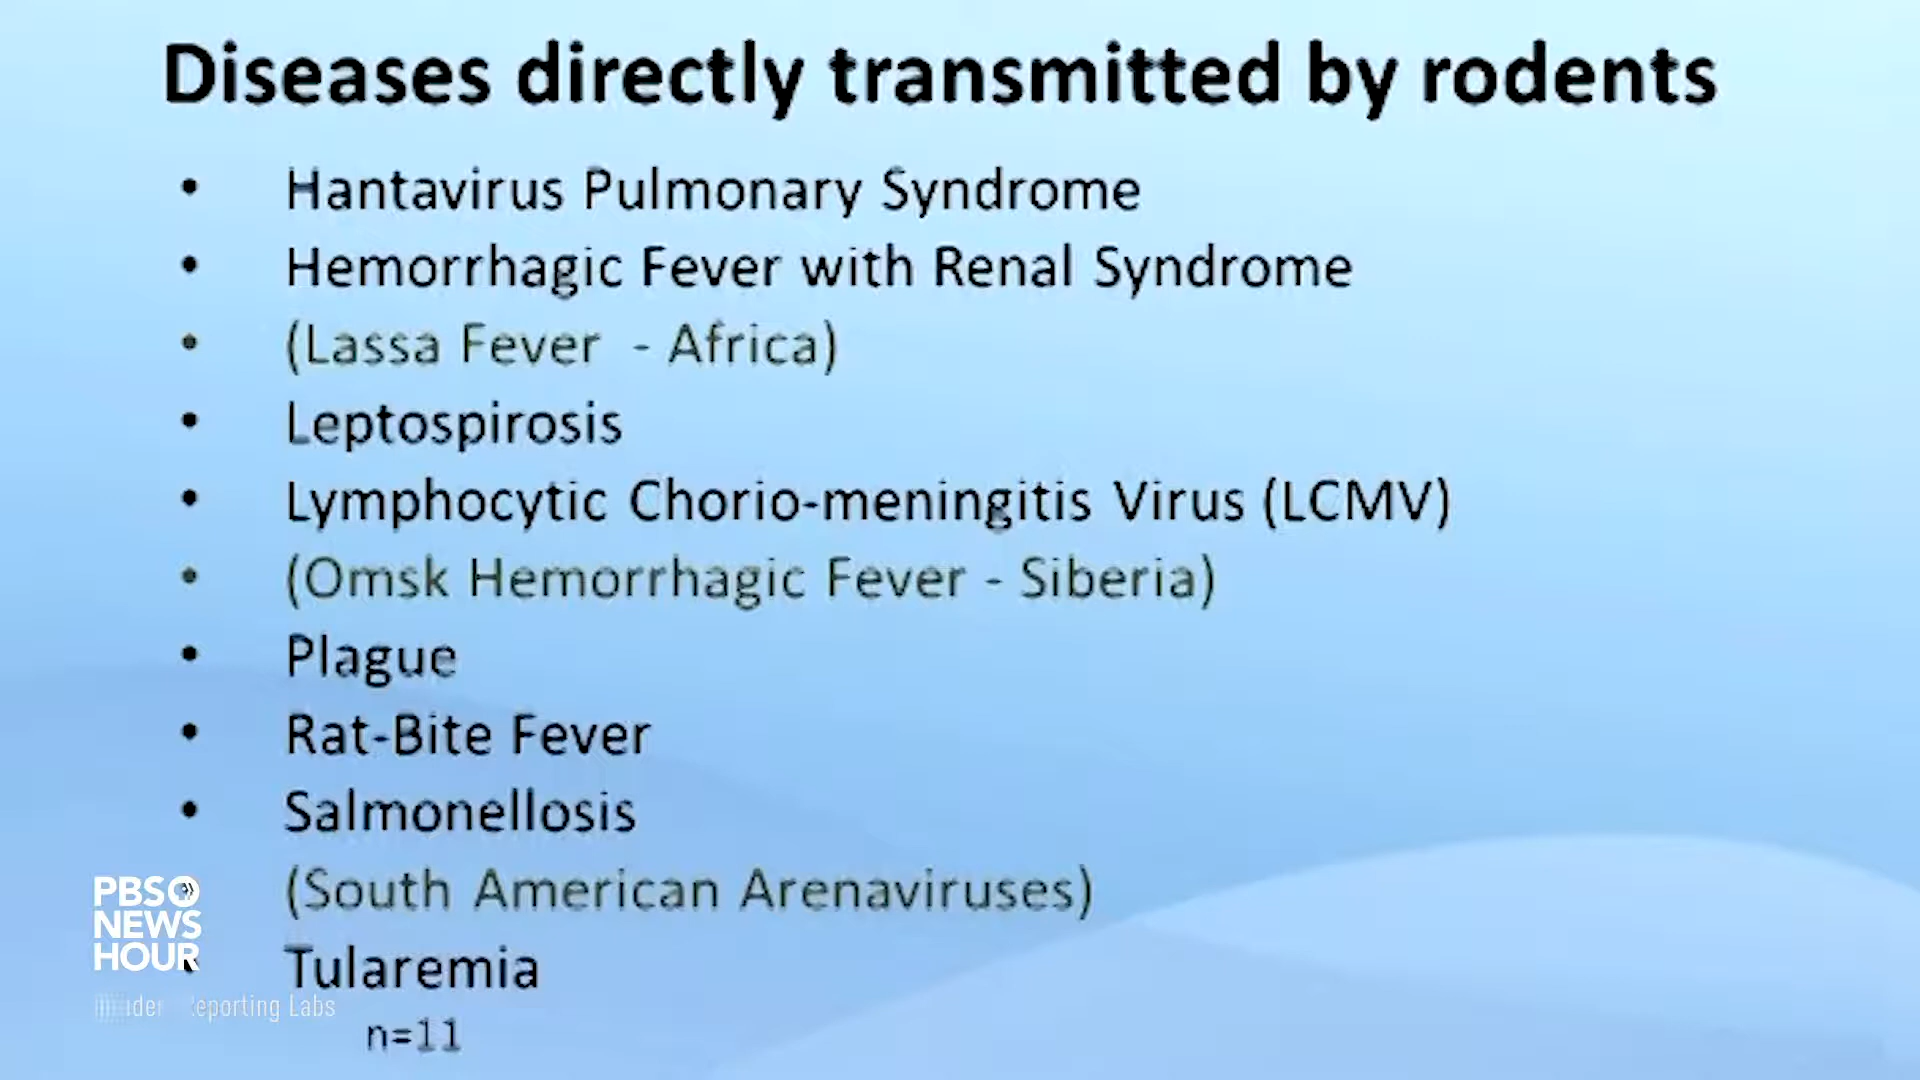 Diseases directly transmitted by rodents
• Hantavirus Pulmonary Syndrome
• Hemorrhagic Fever with Renal Syndrome
• (Lassa Fever - Africa)
• Leptospirosis
• Lymphocytic Chorio-meningitis Virus (LCMV)
• (Omsk Hemorrhagic Fever - Siberia)
• Plague
• Rat-Bite Fever
• Salmonellosis
(South American Arenaviruses)
Tularemia
n=11
PBS
NEWS
HOUR
Labs